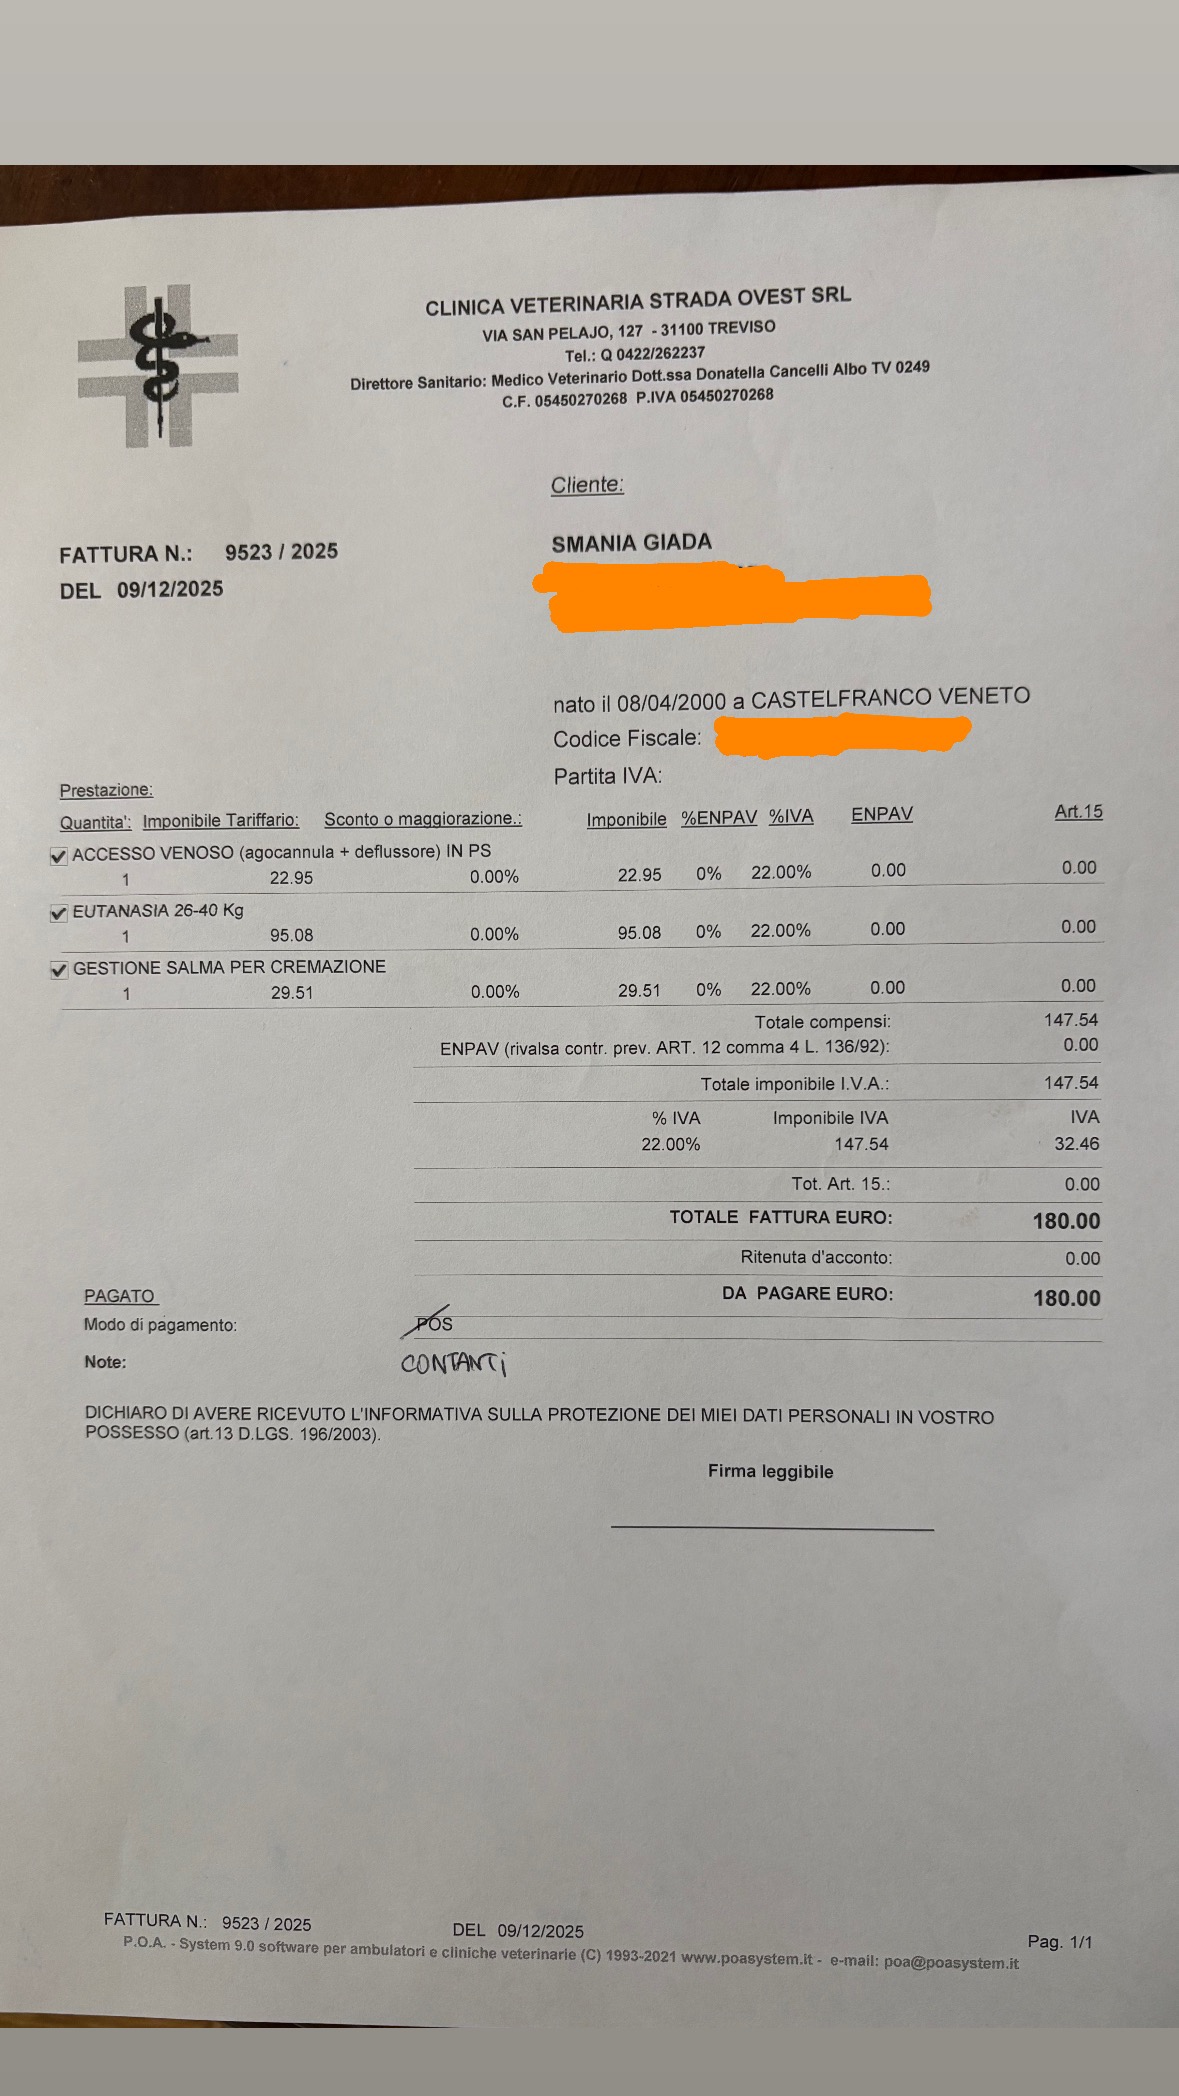 CLINICA VETERINARIA STRADA OVEST SRL
VIA SAN PELAJO, 127 - 31100 TREVISO
Tel.: Q 0422/262237
Direttore Sanitario: Medico Veterinario Dott.ssa Donatella Cancelli Albo TV 0249
C.F. 05450270268 P.IVA 05450270268
Cliente:
FATTURA N.: 9523 / 2025
DEL 09/12/2025
SMANIA GIADA
nato il 08/04/2000 a CASTELFRANCO VENETO
Codice Fiscale:
Partita IVA:
Prestazione:
Quantita': Imponibile Tariffario: Sconto o maggiorazione.: Imponibile %ENPAV %IVA ENPAV Art.15
ACCESSO VENOSO (agocannula + deflussore) IN PS
1 22.95 0.00% 22.95 0% 22.00% 0.00 0.00
EUTANASIA 26-40 Kg
1 95.08 0.00% 95.08 0% 22.00% 0.00 0.00
GESTIONE SALMA PER CREMAZIONE
1 29.51 0.00% 29.51 0% 22.00% 0.00 0.00
Totale compensi: 147.54
ENPAV (rivalsa contr. prev. ART. 12 comma 4 L. 136/92): 0.00
Totale imponibile I.V.A.: 147.54
% IVA Imponibile IVA IVA
22.00% 147.54 32.46
Tot. Art. 15.: 0.00
TOTALE FATTURA EURO: 180.00
Ritenuta d'acconto: 0.00
DA PAGARE EURO: 180.00
PAGATO
Modo di pagamento: POS
Note: CONTANTI
DICHIARO DI AVERE RICEVUTO L'INFORMATIVA SULLA PROTEZIONE DEI MIEI DATI PERSONALI IN VOSTRO
POSSESSO (art.13 D.LGS. 196/2003).
Firma leggibile
FATTURA N.: 9523 / 2025 DEL 09/12/2025 Pag. 1/1
P.O.A. - System 9.0 software per ambulatori e cliniche veterinarie (C) 1993-2021 www.poasystem.it - e-mail: poa@poasystem.it